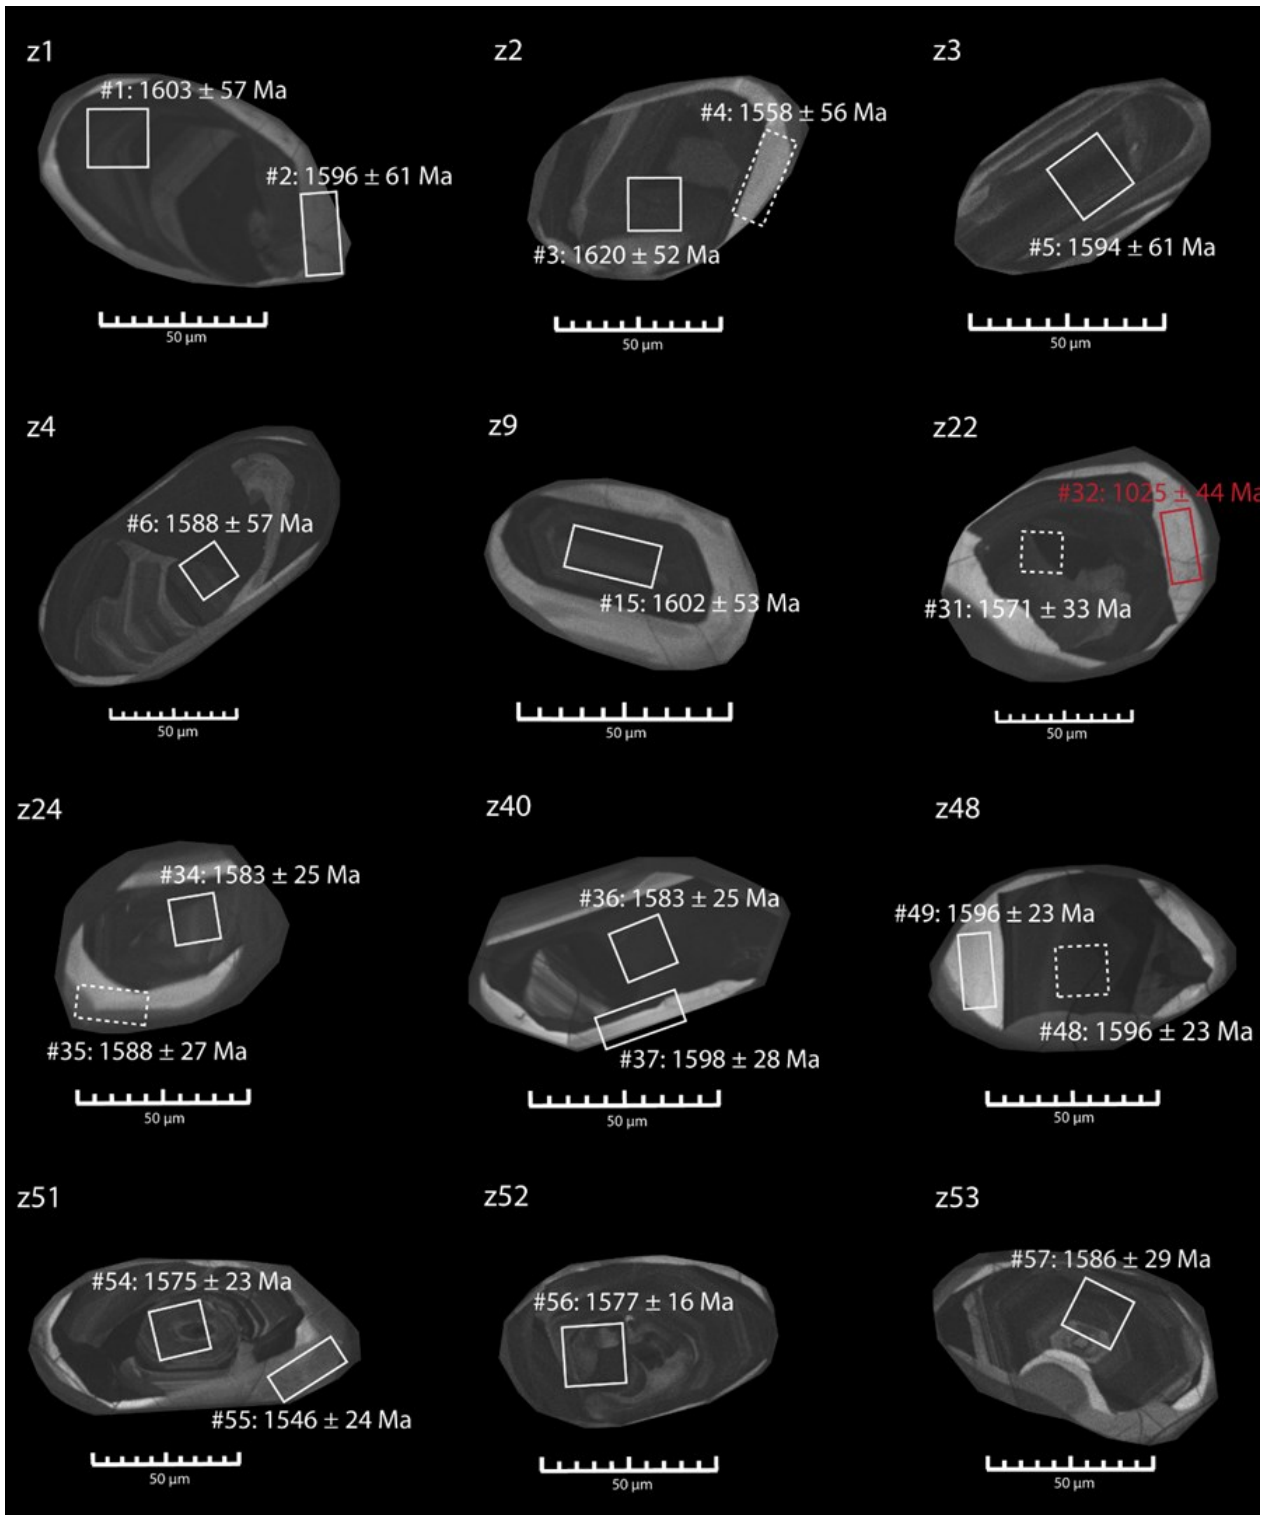 z1
#1: 1603 ± 57 Ma
#2: 1596 ± 61 Ma
50 µm
z2
#4: 1558 ± 56 Ma
#3: 1620 ± 52 Ma
50 µm
z3
#5: 1594 ± 61 Ma
50 µm
z4
#6: 1588 ± 57 Ma
50 µm
z9
#15: 1602 ± 53 Ma
50 µm
z22
#32: 1025 ± 44 Ma
#31: 1571 ± 33 Ma
50 µm
z24
#34: 1583 ± 25 Ma
#35: 1588 ± 27 Ma
50 µm
z40
#36: 1583 ± 25 Ma
#37: 1598 ± 28 Ma
50 µm
z48
#49: 1596 ± 23 Ma
#48: 1596 ± 23 Ma
50 µm
z51
#54: 1575 ± 23 Ma
#55: 1546 ± 24 Ma
50 µm
z52
#56: 1577 ± 16 Ma
50 µm
z53
#57: 1586 ± 29 Ma
50 µm